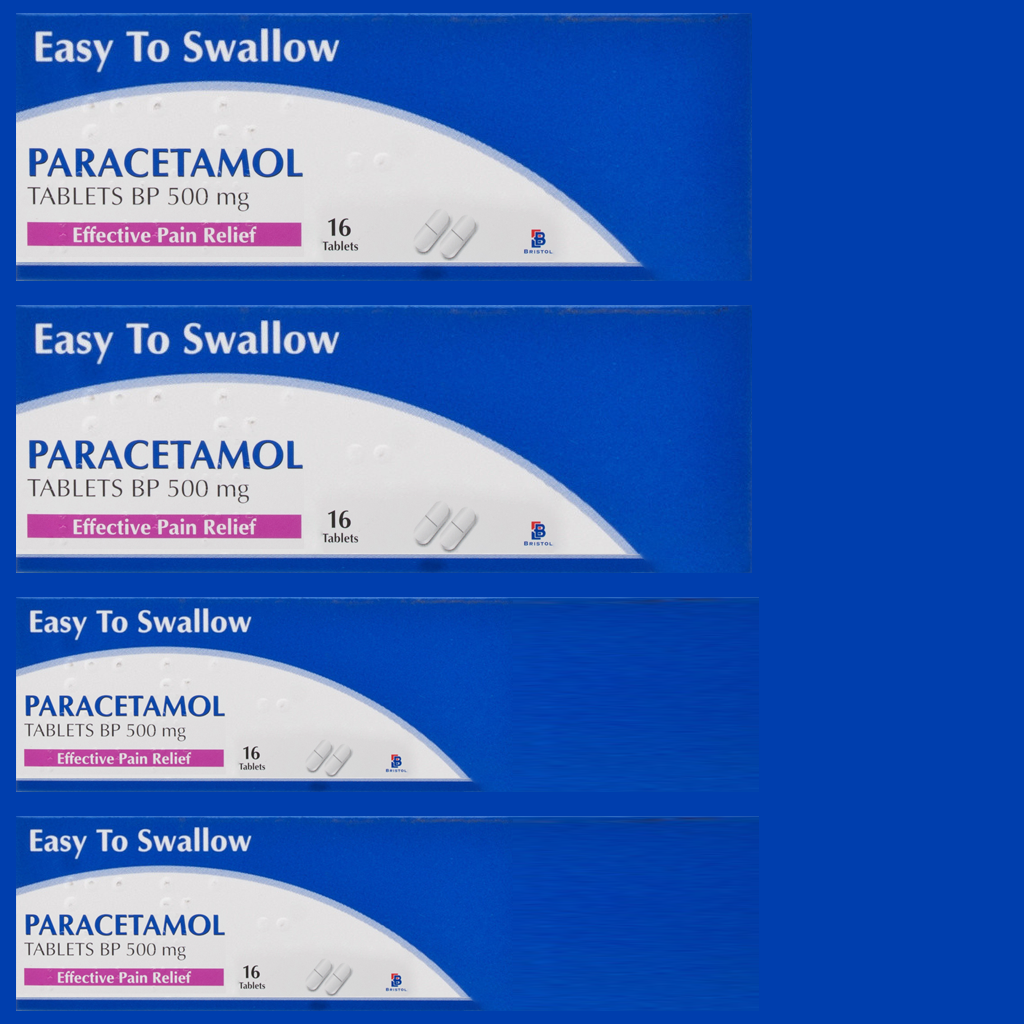 Easy To Swallow
PARACETAMOL
TABLETS BP 500 mg
Effective Pain Relief
16
Tablets
BRISTOL
Easy To Swallow
PARACETAMOL
TABLETS BP 500 mg
Effective Pain Relief
16
Tablets
BRISTOL
Easy To Swallow
PARACETAMOL
TABLETS BP 500 mg
Effective Pain Relief
16
Tablets
BRISTOL
Easy To Swallow
PARACETAMOL
TABLETS BP 500 mg
Effective Pain Relief
16
Tablets
BRISTOL